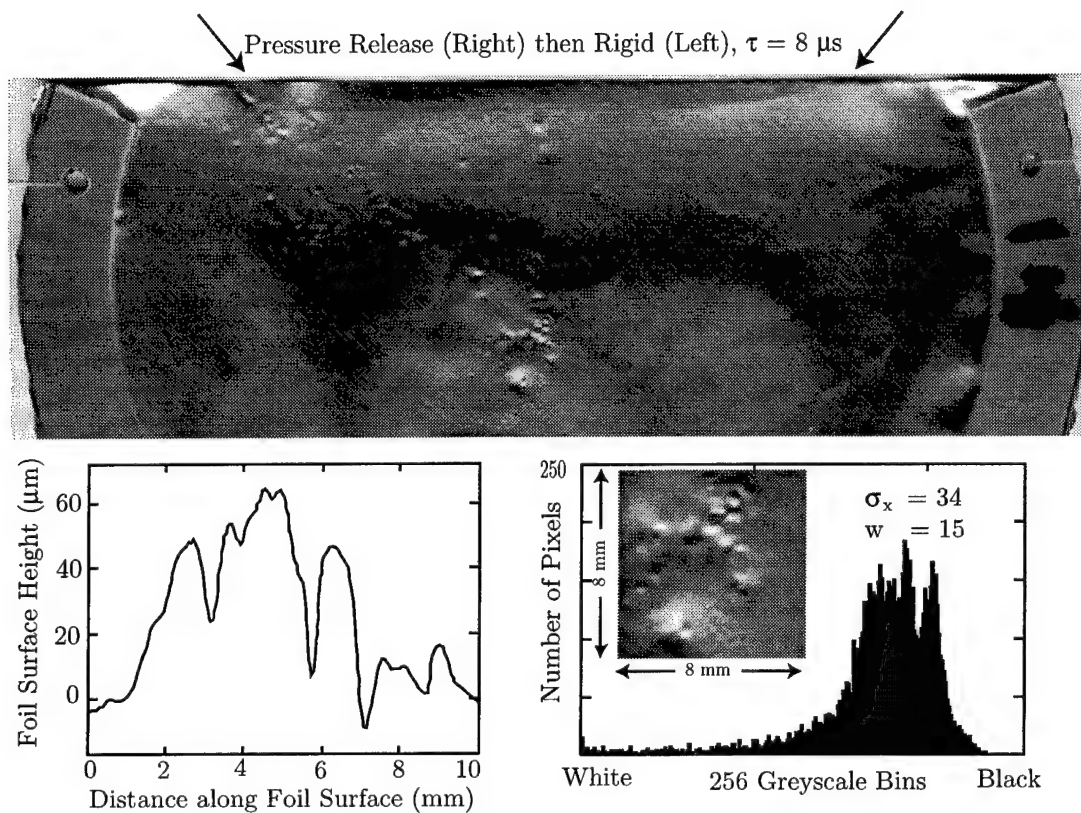 Pressure Release (Right) then Rigid (Left), τ = 8 μs
Foil Surface Height (μm)
60
40
20
0
0 2 4 6 8 10
Distance along Foil Surface (mm)
Number of Pixels
250
8 mm
8 mm
σx = 34
w = 15
White 256 Greyscale Bins Black